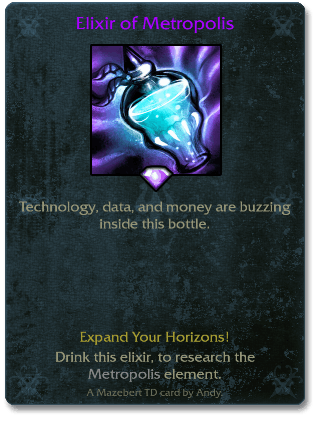 Elixir of Metropolis
Technology, data, and money are buzzing
inside this bottle.
Expand Your Horizons!
Drink this elixir, to research the
Metropolis element.
A Mazebert TD card by Andy.